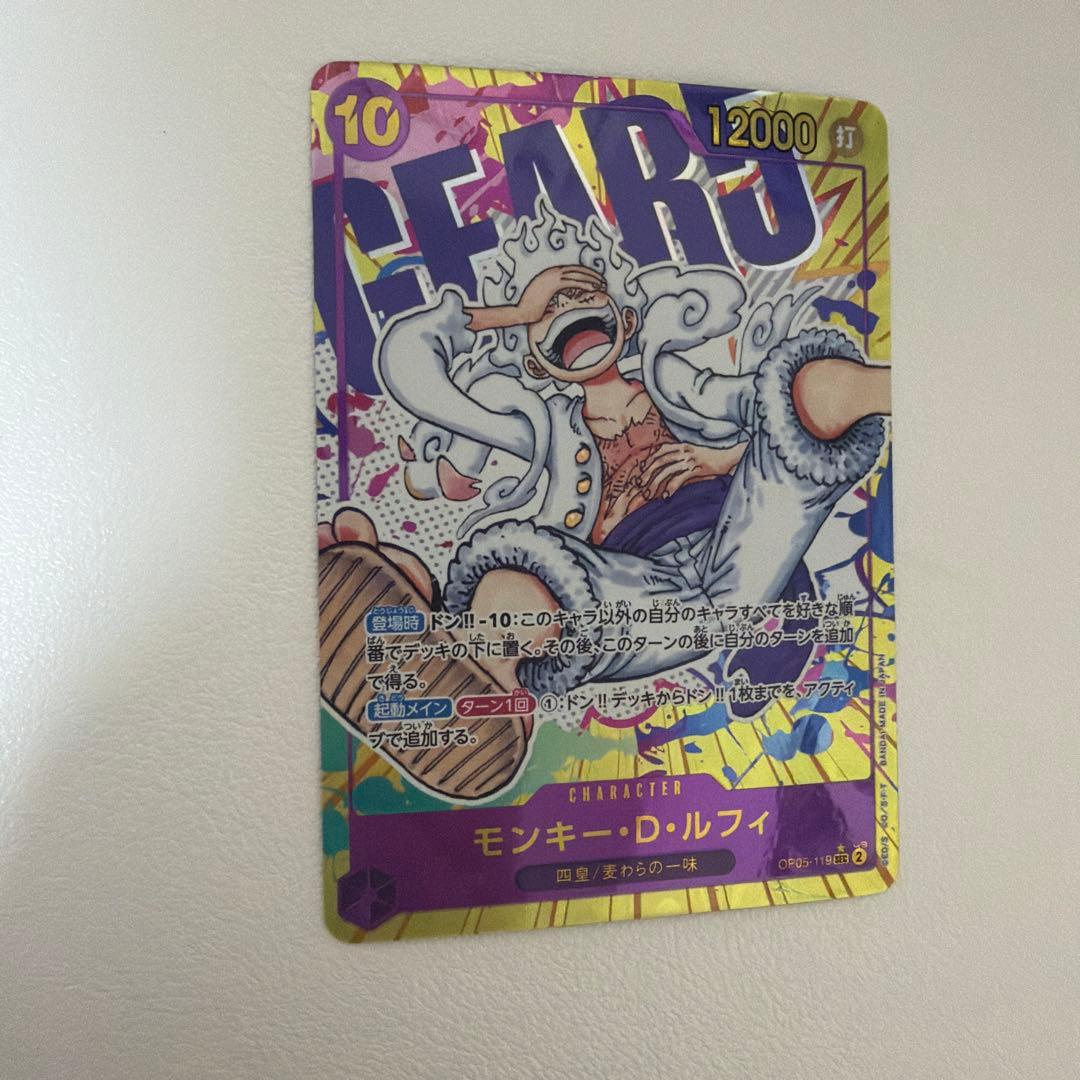 10
12000 打
GEAR5
登場時 ドン!!-10:このキャラ以外の自分のキャラすべてを好きな順
番でデッキの下に置く。その後、このターンの後に自分のターンを追加
で得る。
起動メイン ターン1回 ①:ドン!!デッキからドン!!1枚までを、アクティ
ブで追加する。
CHARACTER
モンキー・D・ルフィ
四皇/麦わらの一味
OP05-119 SEC ★ 2
BANDAI MADE IN JAPAN